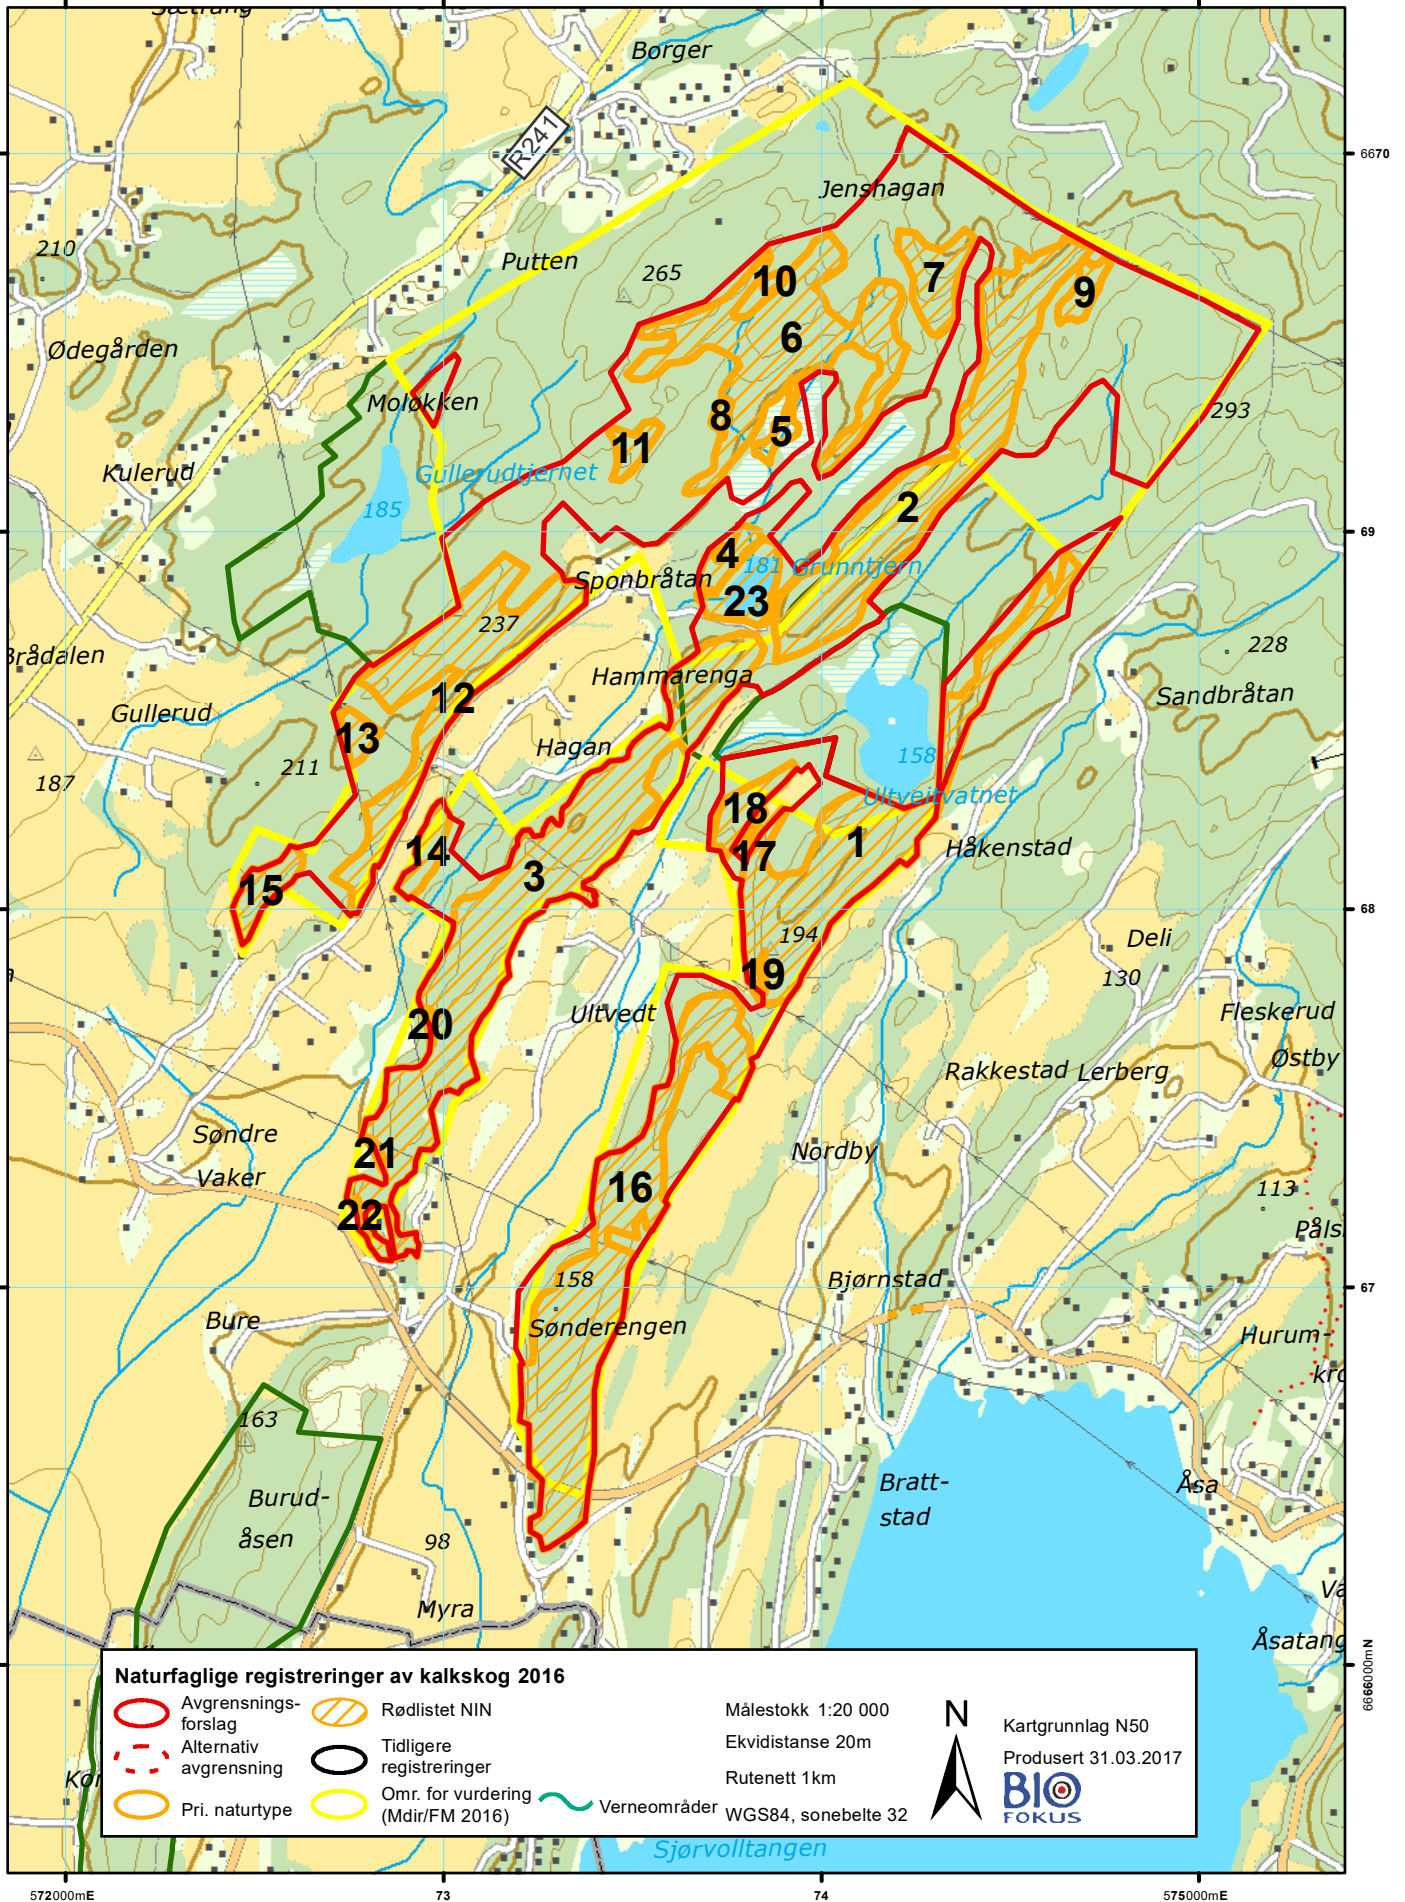 Sætrang
Borger
R241
6670
Jenshagan
210
Putten
265
10
7
9
Ødegården
6
Moløkken
293
8
5
11
Kulerud
Gullerudtjernet
185
2
69
4
181
Grunntjern
Sponbråtan
23
237
228
Hammarenga
Sandbråtan
12
Gullerud
13
Hagan
187
211
158
Ultveitvatnet
18
14
17
1
Håkenstad
3
15
68
194
Deli
19
130
Ultvedt
20
Fleskerud
Østby
Rakkestad
Lerberg
Søndre
Vaker
21
Nordby
16
113
22
158
Bjørnstad
67
Bure
Sønderengen
Hurum-
163
Burud-
åsen
Bratt-
stad
Åsa
98
Myra
Åsatang
6666000mN
Naturfaglige registreringer av kalkskog 2016
Avgrensnings-
forslag
Rødlistet NIN
Målestokk 1:20 000
N
Kartgrunnlag N50
Alternativ
avgrensning
Tidligere
registreringer
Ekvidistanse 20m
Produsert 31.03.2017
Pri. naturtype
Omr. for vurdering
(Mdir/FM 2016)
Verneområder
Rutenett 1km
WGS84, sonebelte 32
BIO
FOKUS
Sjørvolltangen
572000mE
73
74
575000mE